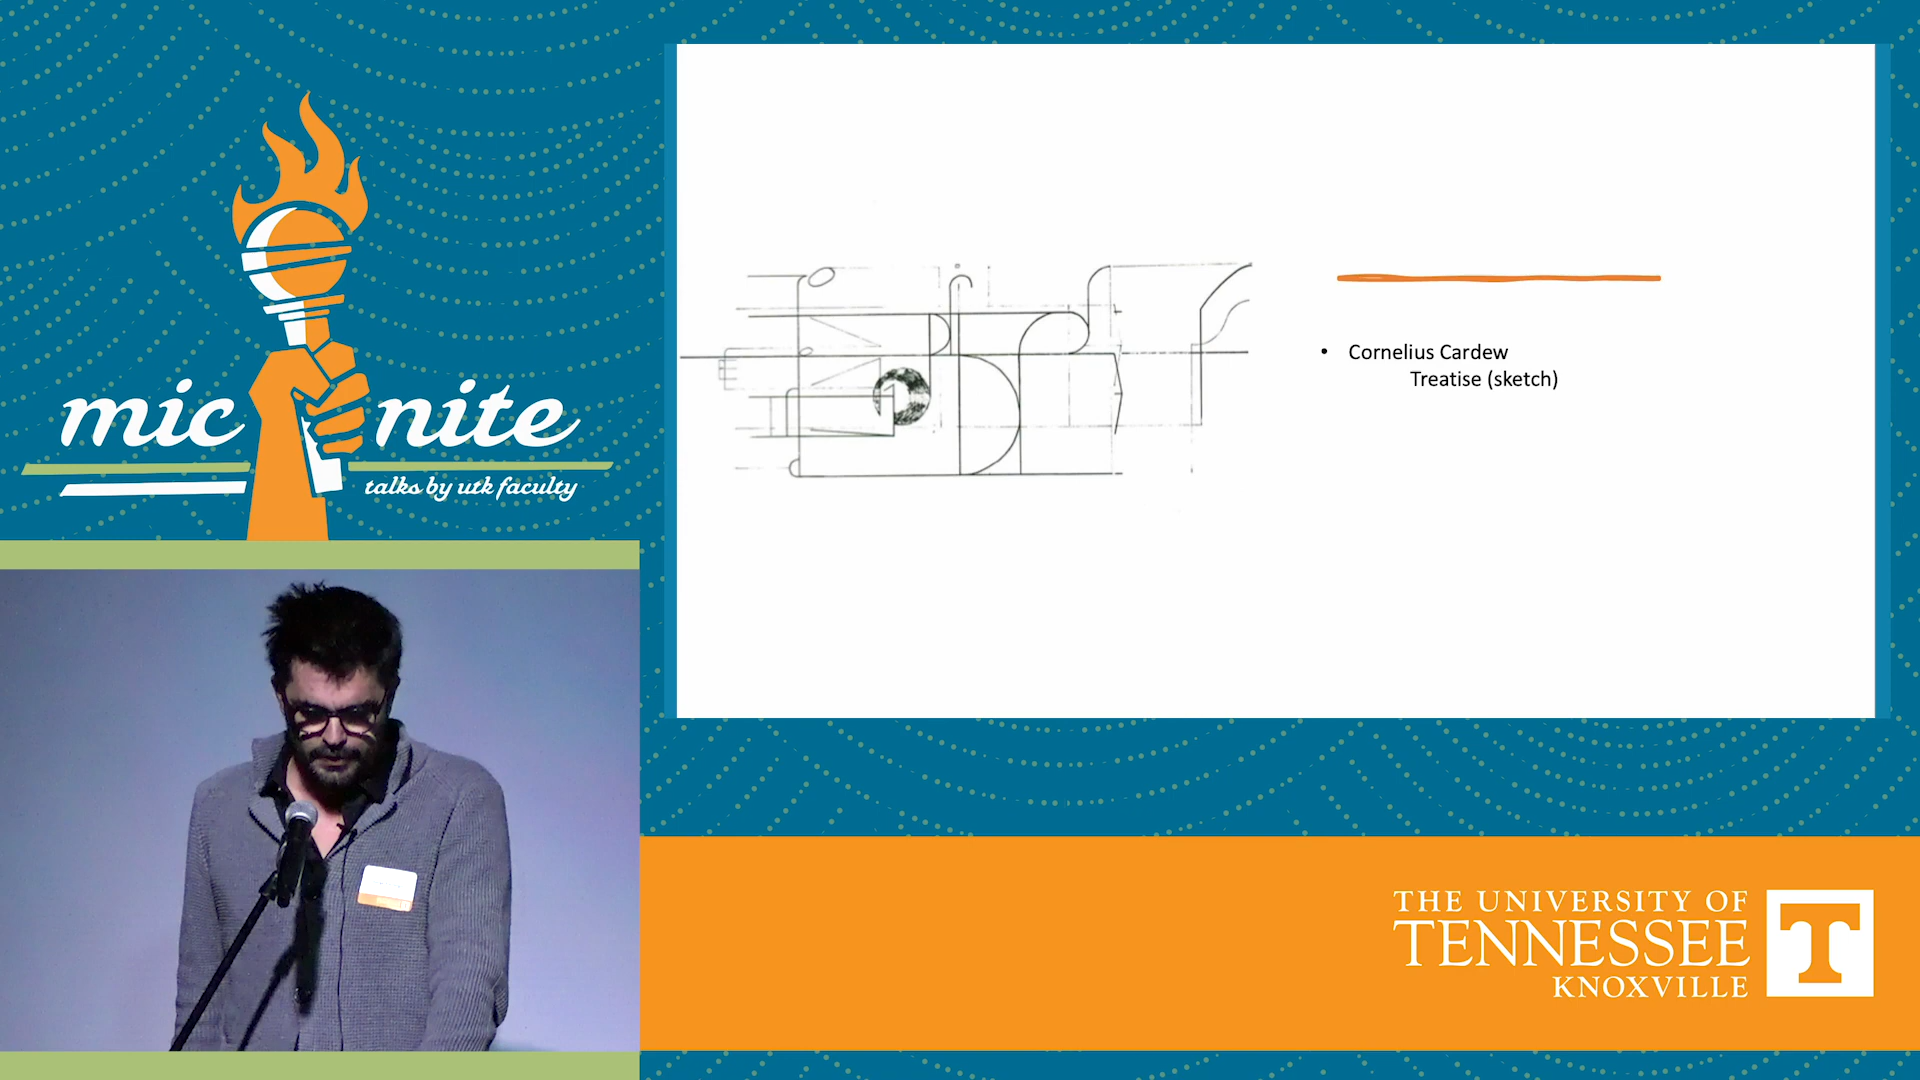 mic nite
talks by utk faculty
• Cornelius Cardew
Treatise (sketch)
THE UNIVERSITY OF
TENNESSEE
KNOXVILLE
T